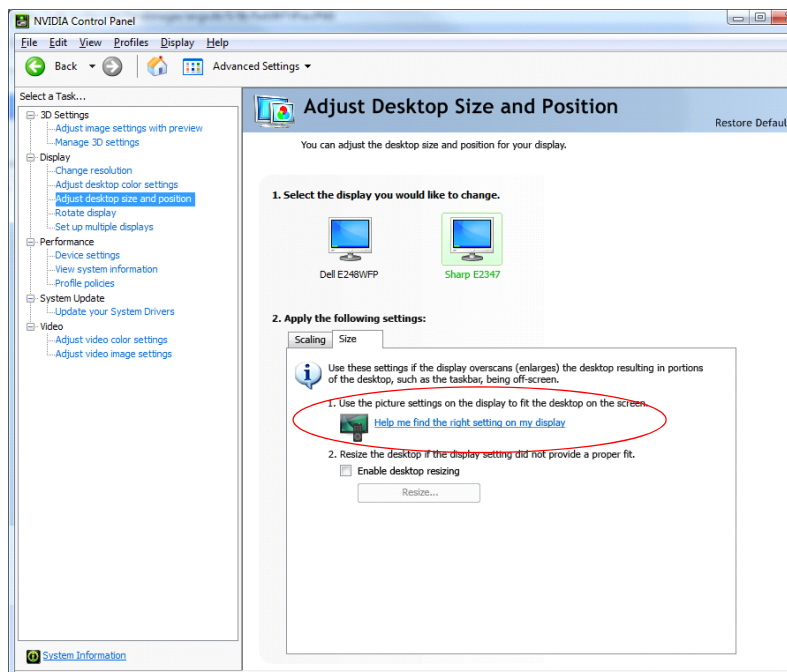 NVIDIA Control Panel
File Edit View Profiles Display Help
Back Advanced Settings
Select a Task...
3D Settings
Adjust image settings with preview
Manage 3D settings
Display
Change resolution
Adjust desktop color settings
Adjust desktop size and position
Rotate display
Set up multiple displays
Performance
Device settings
View system information
Profile policies
System Update
Update your System Drivers
Video
Adjust video color settings
Adjust video image settings
System Information
Adjust Desktop Size and Position
Restore Defaul
You can adjust the desktop size and position for your display.
1. Select the display you would like to change.
Dell E248WFP Sharp E2347
2. Apply the following settings:
Scaling Size
Use these settings if the display overscans (enlarges) the desktop resulting in portions
of the desktop, such as the taskbar, being off-screen.
1. Use the picture settings on the display to fit the desktop on the screen.
Help me find the right setting on my display
2. Resize the desktop if the display setting did not provide a proper fit.
Enable desktop resizing
Resize...